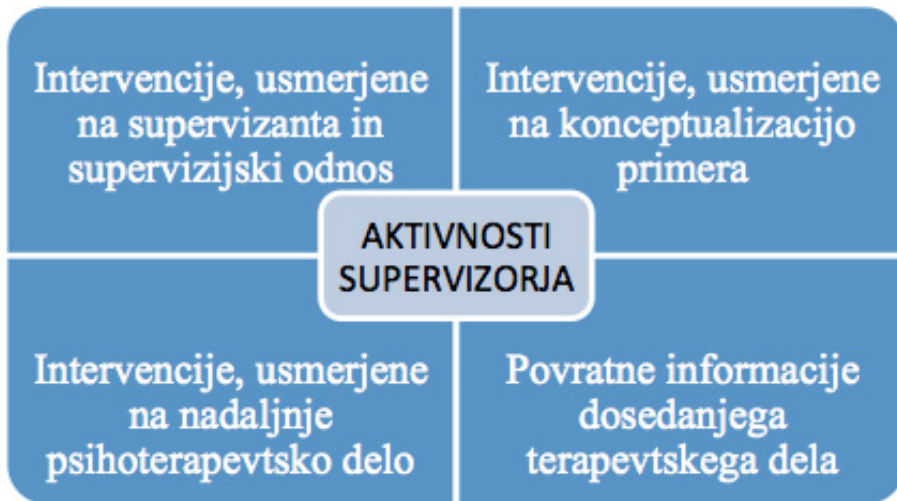 Intervencije, usmerjene
na supervizanta in
supervizijski odnos
Intervencije, usmerjene
na konceptualizacijo
primera
AKTIVNOSTI
SUPERVIZORJA
Intervencije, usmerjene
na nadaljnje
psihoterapevtsko delo
Povratne informacije
dosedanjega
terapevtskega dela